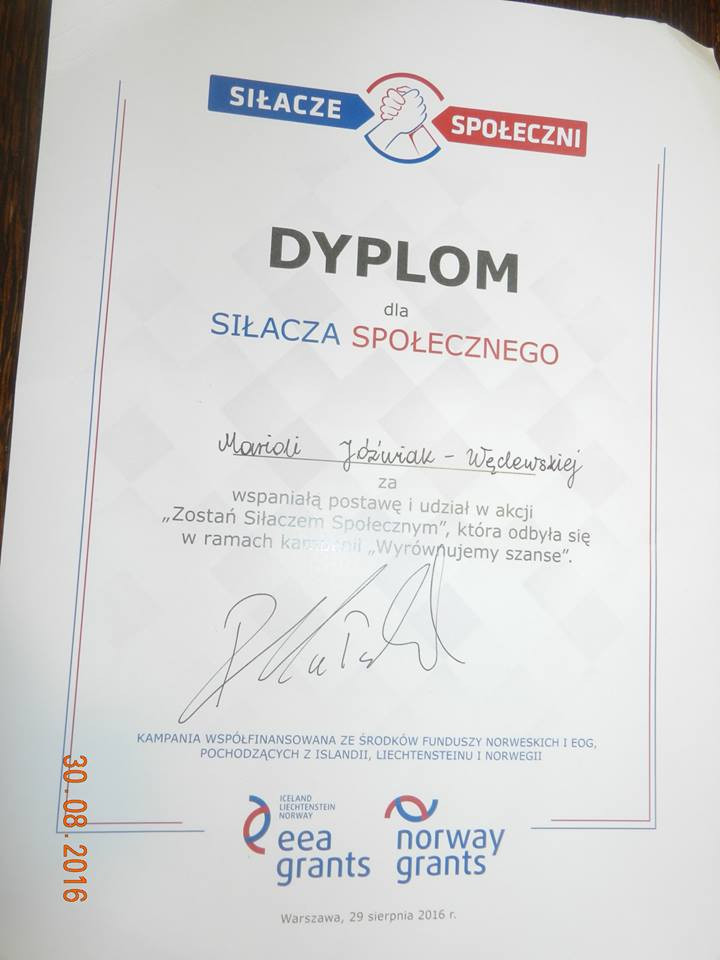 SIŁACZE SPOŁECZNI
DYPLOM
dla
SIŁACZA SPOŁECZNEGO
Marioli Jóźwiak - Węclewskiej
za
wspaniałą postawę i udział w akcji
„Zostań Siłaczem Społecznym”, która odbyła się
w ramach kampanii „Wyrównujemy szanse”.
KAMPANIA WSPÓŁFINANSOWANA ZE ŚRODKÓW FUNDUSZY NORWESKICH I EOG,
POCHODZĄCYCH Z ISLANDII, LIECHTENSTEINU I NORWEGII
ICELAND
LIECHTENSTEIN
NORWAY
eea
grants
norway
grants
Warszawa, 29 sierpnia 2016 r.
30.08.2016